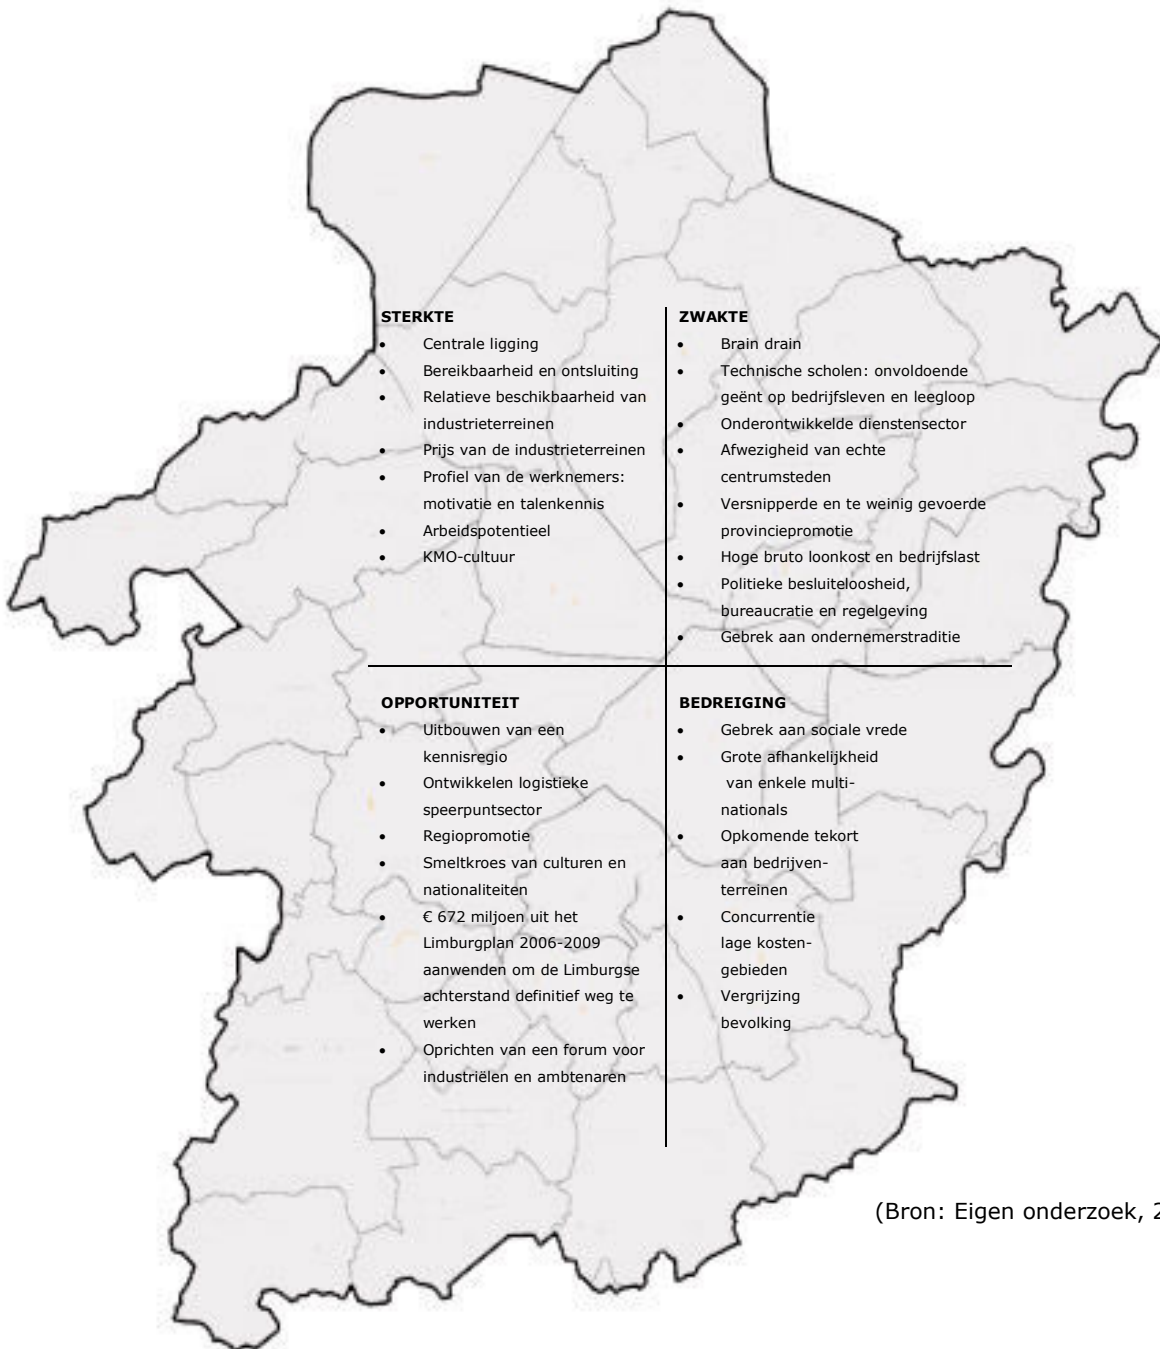 STERKTE
• Centrale ligging
• Bereikbaarheid en ontsluiting
• Relatieve beschikbaarheid van
industrieterreinen
• Prijs van de industrieterreinen
• Profiel van de werknemers:
motivatie en talenkennis
• Arbeidspotentieel
• KMO-cultuur
ZWAKTE
• Brain drain
• Technische scholen: onvoldoende
geënt op bedrijfsleven en leegloop
• Onderontwikkelde dienstensector
• Afwezigheid van echte
centrumsteden
• Versnipperde en te weinig gevoerde
provinciepromotie
• Hoge bruto loonkost en bedrijfslast
• Politieke besluiteloosheid,
bureaucratie en regelgeving
• Gebrek aan ondernemerstraditie
OPPORTUNITEIT
• Uitbouwen van een
kennisregio
• Ontwikkelen logistieke
speerpuntsector
• Regiopromotie
• Smeltkroes van culturen en
nationaliteiten
• € 672 miljoen uit het
Limburgplan 2006-2009
aanwenden om de Limburgse
achterstand definitief weg te
werken
• Oprichten van een forum voor
industriëlen en ambtenaren
BEDREIGING
• Gebrek aan sociale vrede
• Grote afhankelijkheid
van enkele multi-
nationals
• Opkomende tekort
aan bedrijven-
terreinen
• Concurrentie
lage kosten-
gebieden
• Vergrijzing
bevolking
(Bron: Eigen onderzoek, 2